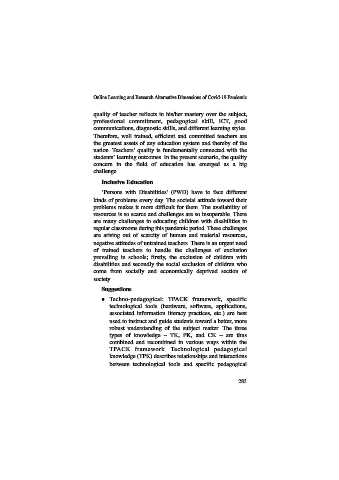 Online Learning and Research Alternative Dimensions of Covid-19 Pandemic
quality of teacher reflects in his/her mastery over the subject,
professional commitment, pedagogical skill, ICT, good
communications, diagnostic skills, and different learning styles.
Therefore, well trained, efficient and committed teachers are
the greatest assets of any education system and thereby of the
nation. Teachers' quality is fundamentally connected with the
students' learning outcomes. In the present scenario, the quality
concern in the field of education has emerged as a big
challenge.
Inclusive Education
'Persons with Disabilities' (PWD) have to face different
kinds of problems every day. The societal attitude toward their
problems makes it more difficult for them. The availability of
resources is so scarce and challenges are so insuperable. There
are many challenges in educating children with disabilities in
regular classrooms during this pandemic period. These challenges
are arising out of scarcity of human and material resources,
negative attitudes of untrained teachers. There is an urgent need
of trained teachers to handle the challenges of exclusion
prevailing in schools; firstly, the exclusion of children with
disabilities and secondly the social exclusion of children who
come from socially and economically deprived section of
society.
Suggestions
• Techno-pedagogical: TPACK framework, specific
technological tools (hardware, software, applications,
associated information literacy practices, etc.) are best
used to instruct and guide students toward a better, more
robust understanding of the subject matter. The three
types of knowledge – TK, PK, and CK – are thus
combined and recombined in various ways within the
TPACK framework. Technological pedagogical
knowledge (TPK) describes relationships and interactions
between technological tools and specific pedagogical